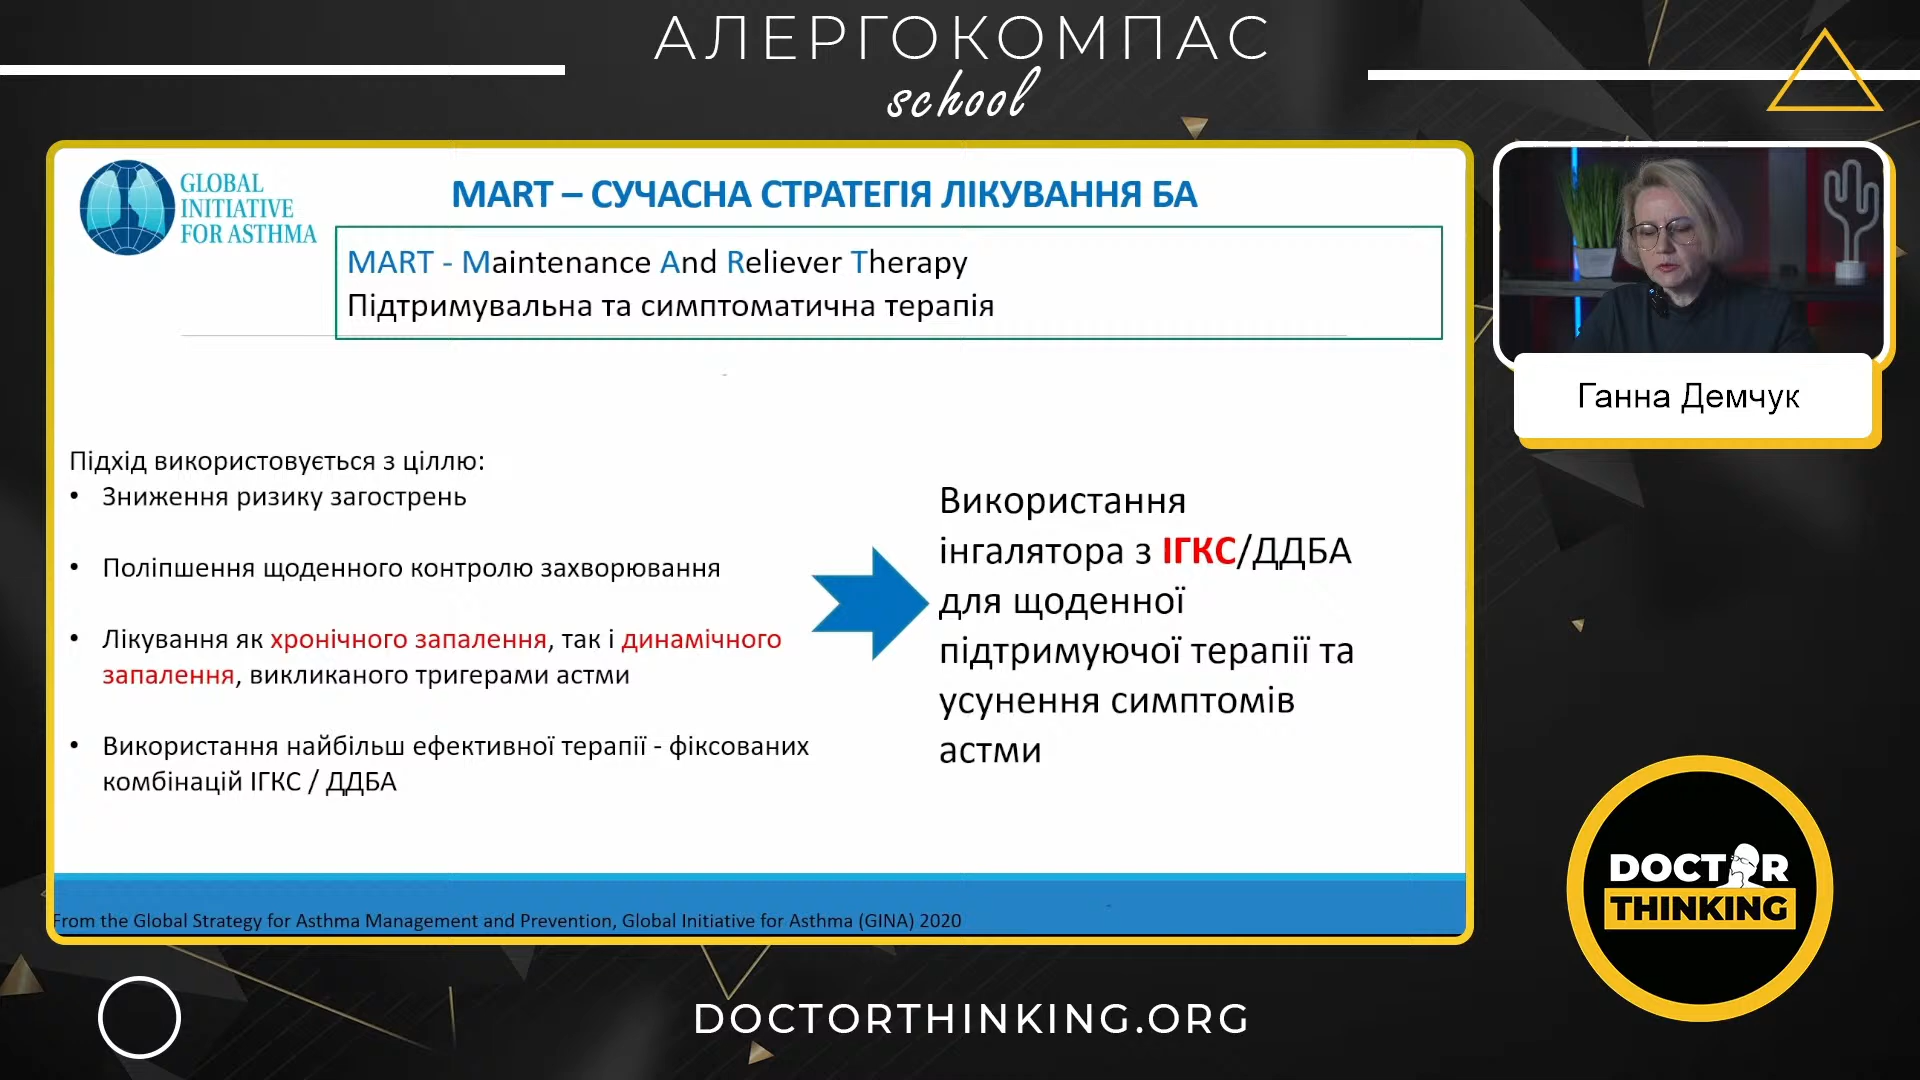 АЛЕРГОКОМПАС
school
GLOBAL
INITIATIVE
FOR ASTHMA
MART – СУЧАСНА СТРАТЕГІЯ ЛІКУВАННЯ БА
MART - Maintenance And Reliever Therapy
Підтримувальна та симптоматична терапія
Підхід використовується з ціллю:
• Зниження ризику загострень
• Поліпшення щоденного контролю захворювання
• Лікування як хронічного запалення, так і динамічного
запалення, викликаного тригерами астми
• Використання найбільш ефективної терапії - фіксованих
комбінацій ІГКС / ДДБА
Використання
інгалятора з ІГКС/ДДБА
для щоденної
підтримуючої терапії та
усунення симптомів
астми
From the Global Strategy for Asthma Management and Prevention, Global Initiative for Asthma (GINA) 2020
Ганна Демчук
DOCTOR
THINKING
DOCTORTHINKING.ORG